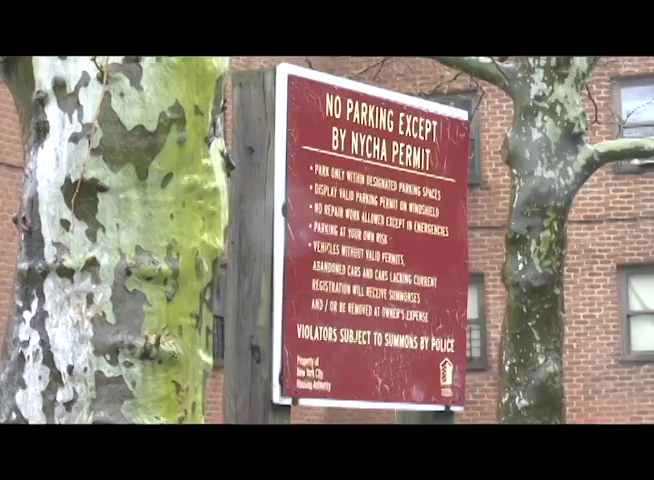 NO PARKING EXCEPT
BY NYCHA PERMIT
• PARK ONLY WITHIN DESIGNATED PARKING SPACES
• DISPLAY VALID PARKING PERMIT ON WINDSHIELD
• NO REPAIR WORK ALLOWED EXCEPT IN EMERGENCIES
• PARKING AT YOUR OWN RISK
• VEHICLES WITHOUT VALID PERMITS,
ABANDONED CARS AND CARS LACKING CURRENT
REGISTRATION WILL RECEIVE SUMMONSES
AND / OR BE REMOVED AT OWNER'S EXPENSE
VIOLATORS SUBJECT TO SUMMONS BY POLICE
Property of
New York City
Housing Authority